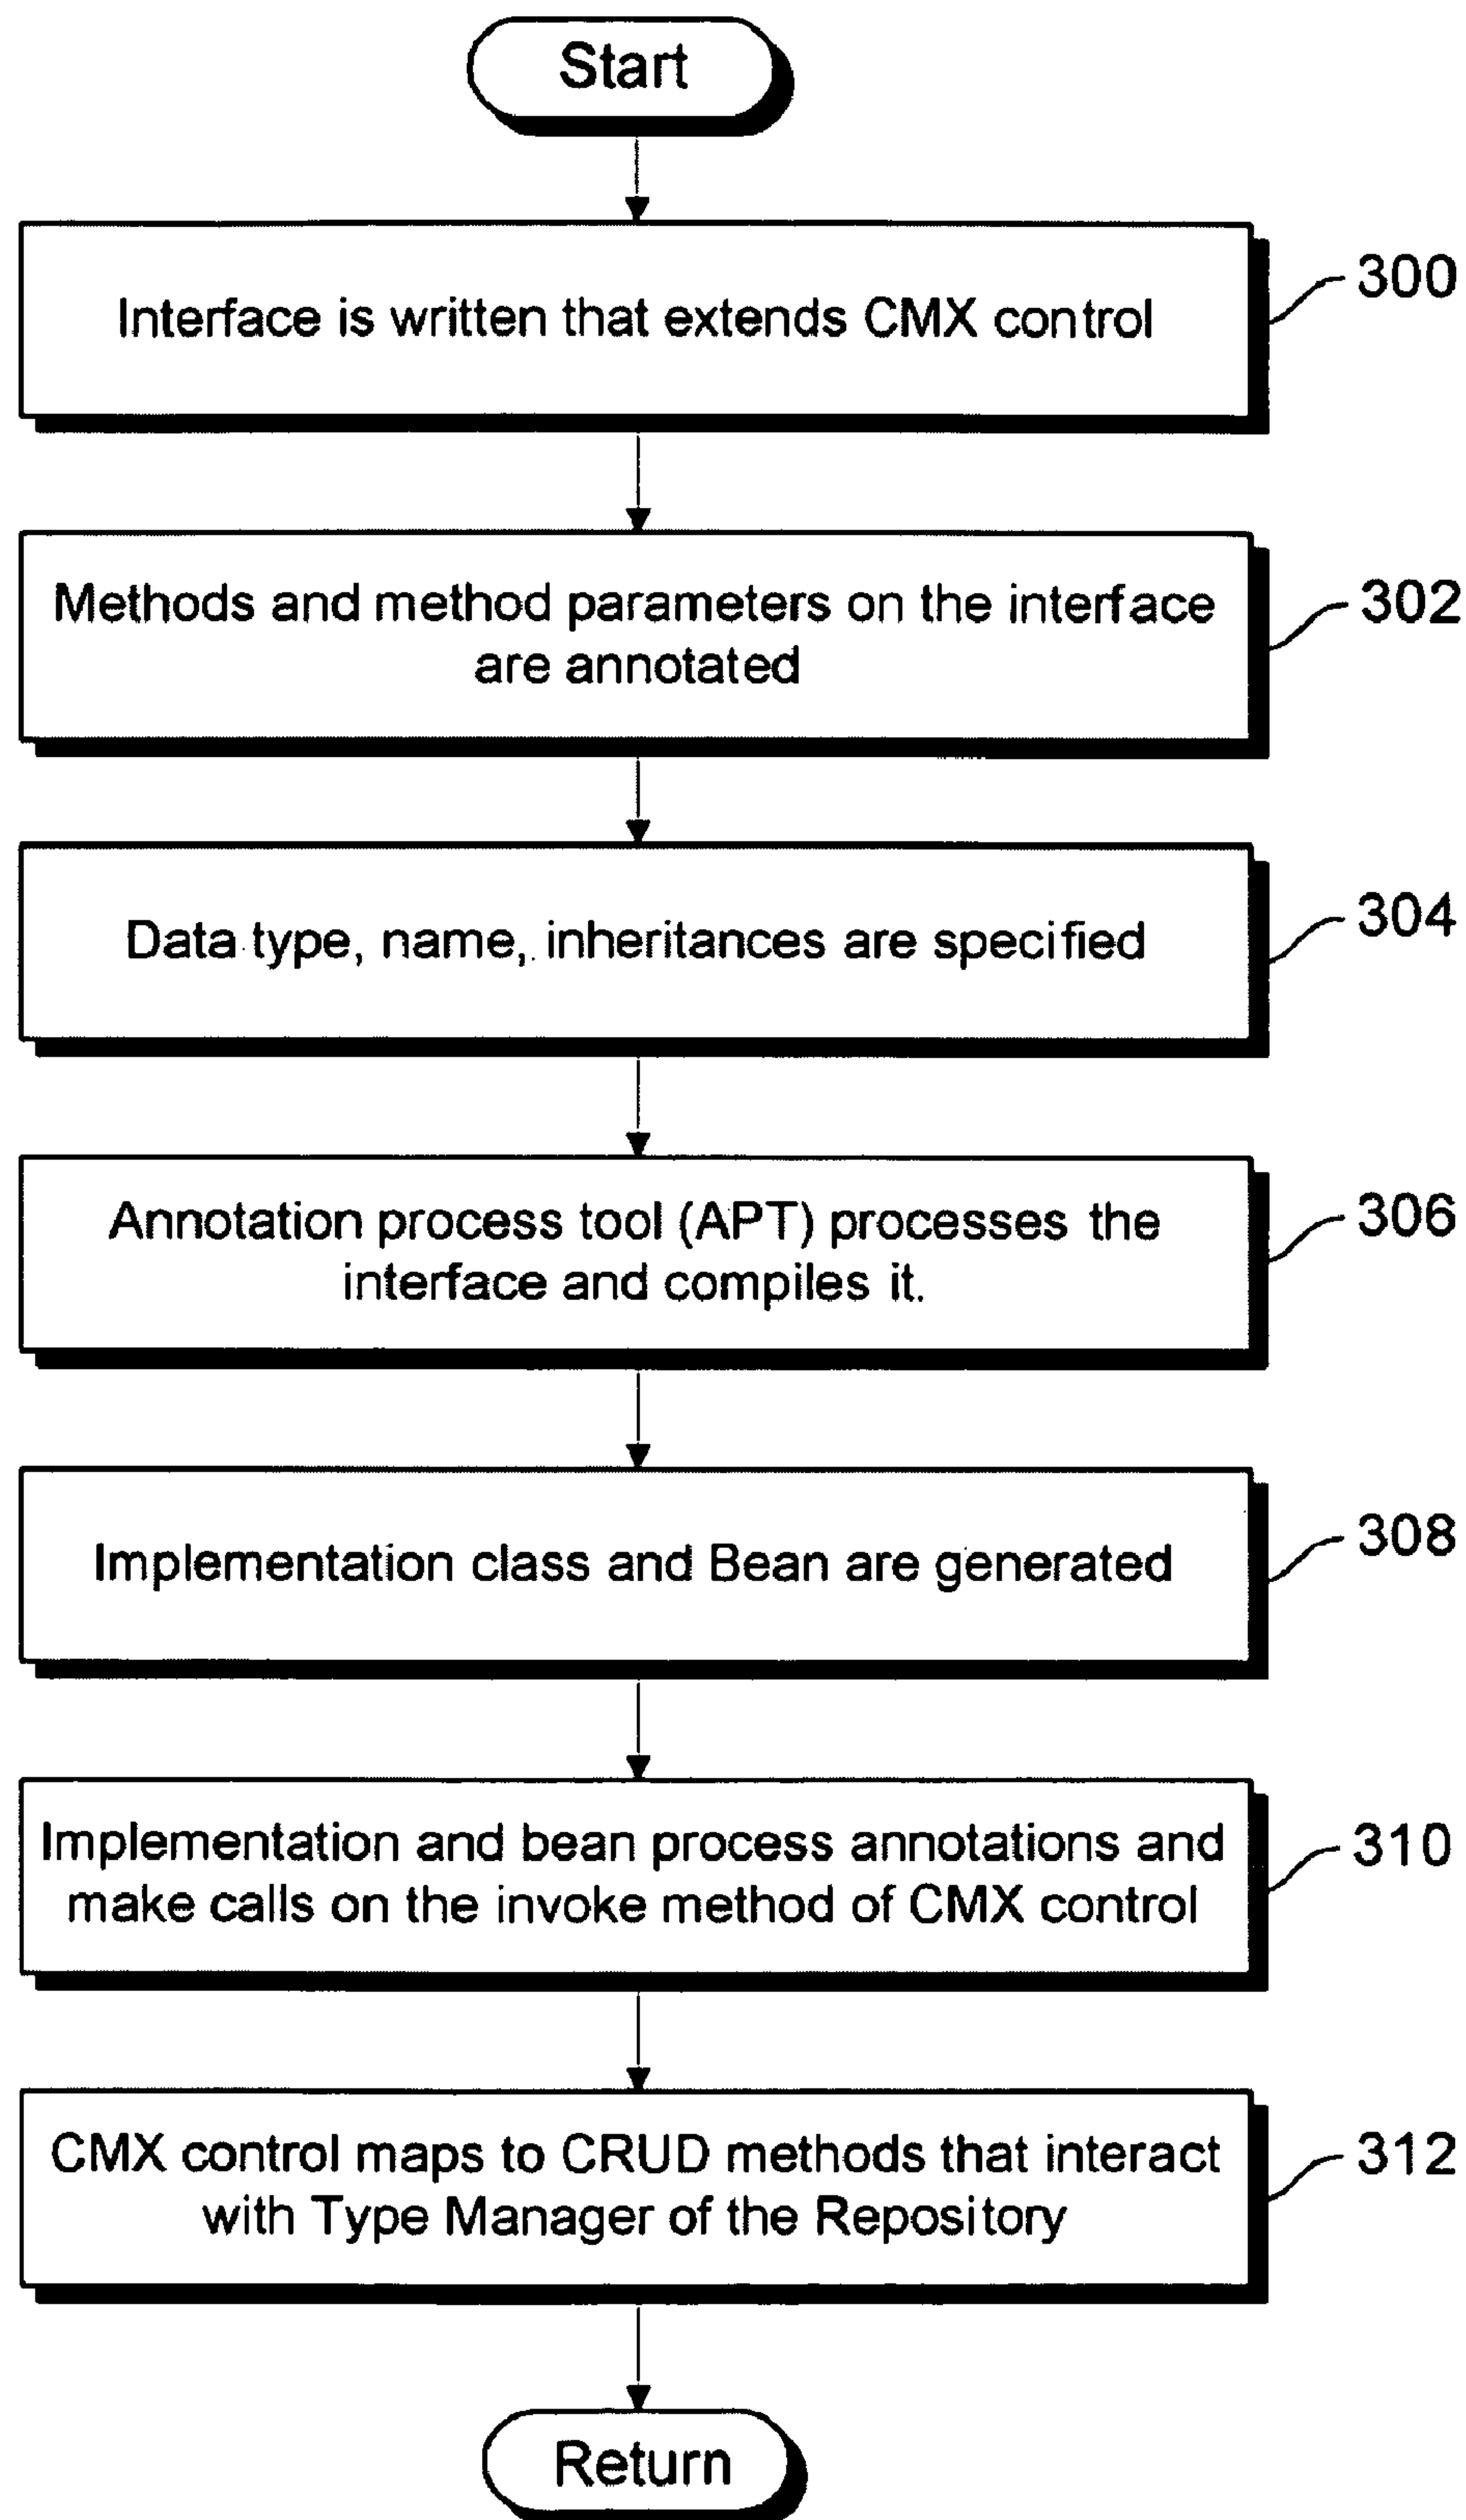 Start
Interface is written that extends CMX control
300
Methods and method parameters on the interface
are annotated
302
Data type, name, inheritances are specified
304
Annotation process tool (APT) processes the
interface and compiles it.
306
Implementation class and Bean are generated
308
Implementation and bean process annotations and
make calls on the invoke method of CMX control
310
CMX control maps to CRUD methods that interact
with Type Manager of the Repository
312
Return